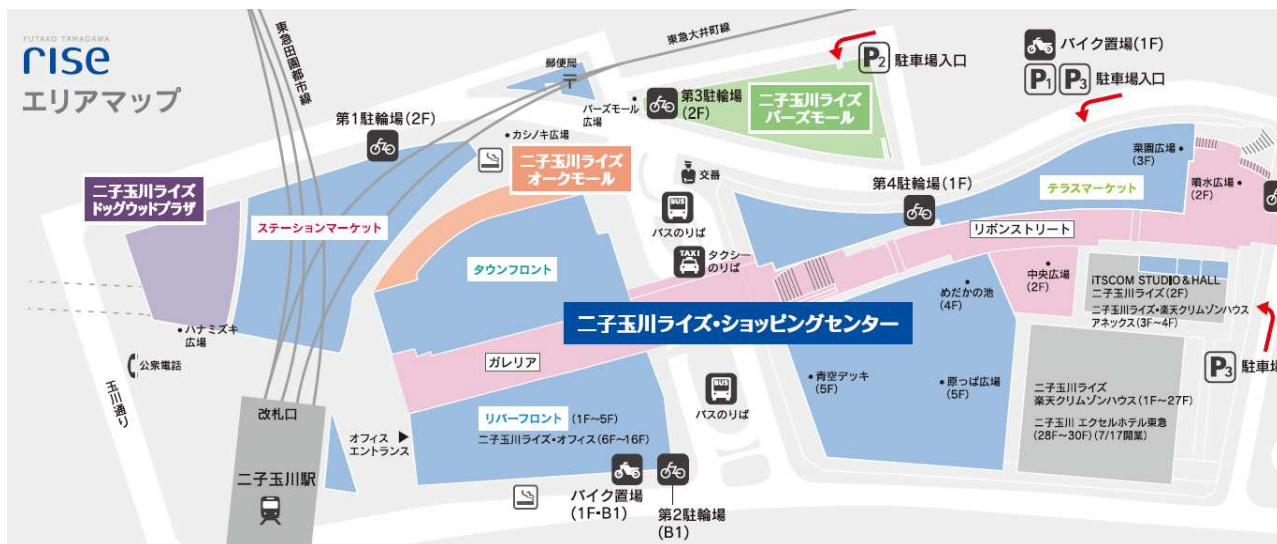 FUTAKO TAMAGAWA
rise
エリアマップ
東急田園都市線
東急大井町線
郵便局
〒
第1駐輪場(2F)
カシノキ広場
バーズモール
広場
第3駐輪場
(2F)
二子玉川ライズ
バーズモール
P2 駐車場入口
バイク置場(1F)
P1 P3 駐車場入口
二子玉川ライズ
ドッグウッドプラザ
ステーションマーケット
二子玉川ライズ
オークモール
交番
BUS
バスのりば
TAXI
タクシー
のりば
第4駐輪場(1F)
菜園広場
(3F)
テラスマーケット
噴水広場
(2F)
リボンストリート
タウンフロント
二子玉川ライズ・ショッピングセンター
めだかの池
(4F)
中央広場
(2F)
iTSCOM STUDIO & HALL
二子玉川ライズ(2F)
二子玉川ライズ・楽天クリムゾンハウス
アネックス(3F~4F)
ハナミズキ
広場
公衆電話
玉川通り
ガレリア
BUS
バスのりば
青空デッキ
(5F)
原っぱ広場
(5F)
P3 駐車場
改札口
二子玉川駅
オフィス
エントランス
リバーフロント (1F~5F)
二子玉川ライズ・オフィス(6F~16F)
二子玉川ライズ
楽天クリムゾンハウス(1F~27F)
二子玉川 エクセルホテル東急
(28F~30F)(7/17開業)
バイク置場
(1F・B1)
第2駐輪場
(B1)